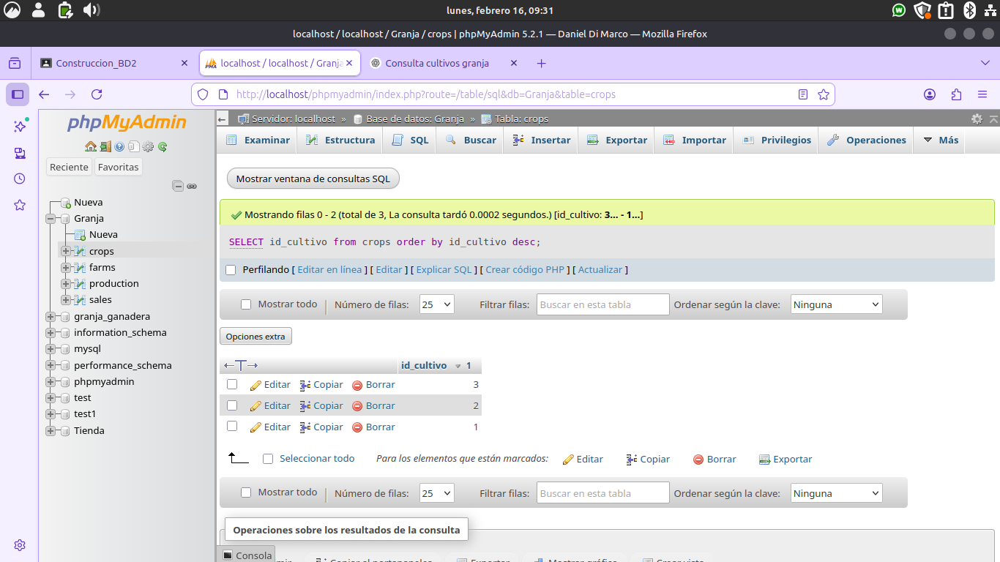 lunes, febrero 16, 09:31
localhost / localhost / Granja / crops | phpMyAdmin 5.2.1 — Daniel Di Marco — Mozilla Firefox
Construccion_BD2
localhost / localhost / Granja
Consulta cultivos granja
http://localhost/phpmyadmin/index.php?route=/table/sql&db=Granja&table=crops
phpMyAdmin
Reciente Favoritas
Nueva
Granja
Nueva
crops
farms
production
sales
granja_ganadera
information_schema
mysql
performance_schema
phpmyadmin
test
test1
Tienda
Servidor: localhost » Base de datos: Granja » Tabla: crops
Examinar Estructura SQL Buscar Insertar Exportar Importar Privilegios Operaciones Más
Mostrar ventana de consultas SQL
Mostrando filas 0 - 2 (total de 3, La consulta tardó 0.0002 segundos.) [id_cultivo: 3... - 1...]
SELECT id_cultivo from crops order by id_cultivo desc;
Perfilando [ Editar en línea ] [ Editar ] [ Explicar SQL ] [ Crear código PHP ] [ Actualizar ]
Mostrar todo Número de filas: 25 Filtrar filas: Buscar en esta tabla Ordenar según la clave: Ninguna
Opciones extra
←T→ id_cultivo 1
Editar Copiar Borrar 3
Editar Copiar Borrar 2
Editar Copiar Borrar 1
Seleccionar todo Para los elementos que están marcados: Editar Copiar Borrar Exportar
Mostrar todo Número de filas: 25 Filtrar filas: Buscar en esta tabla Ordenar según la clave: Ninguna
Operaciones sobre los resultados de la consulta
Consola
Copiar al portapapeles Exportar Mostrar gráfico Crear vista